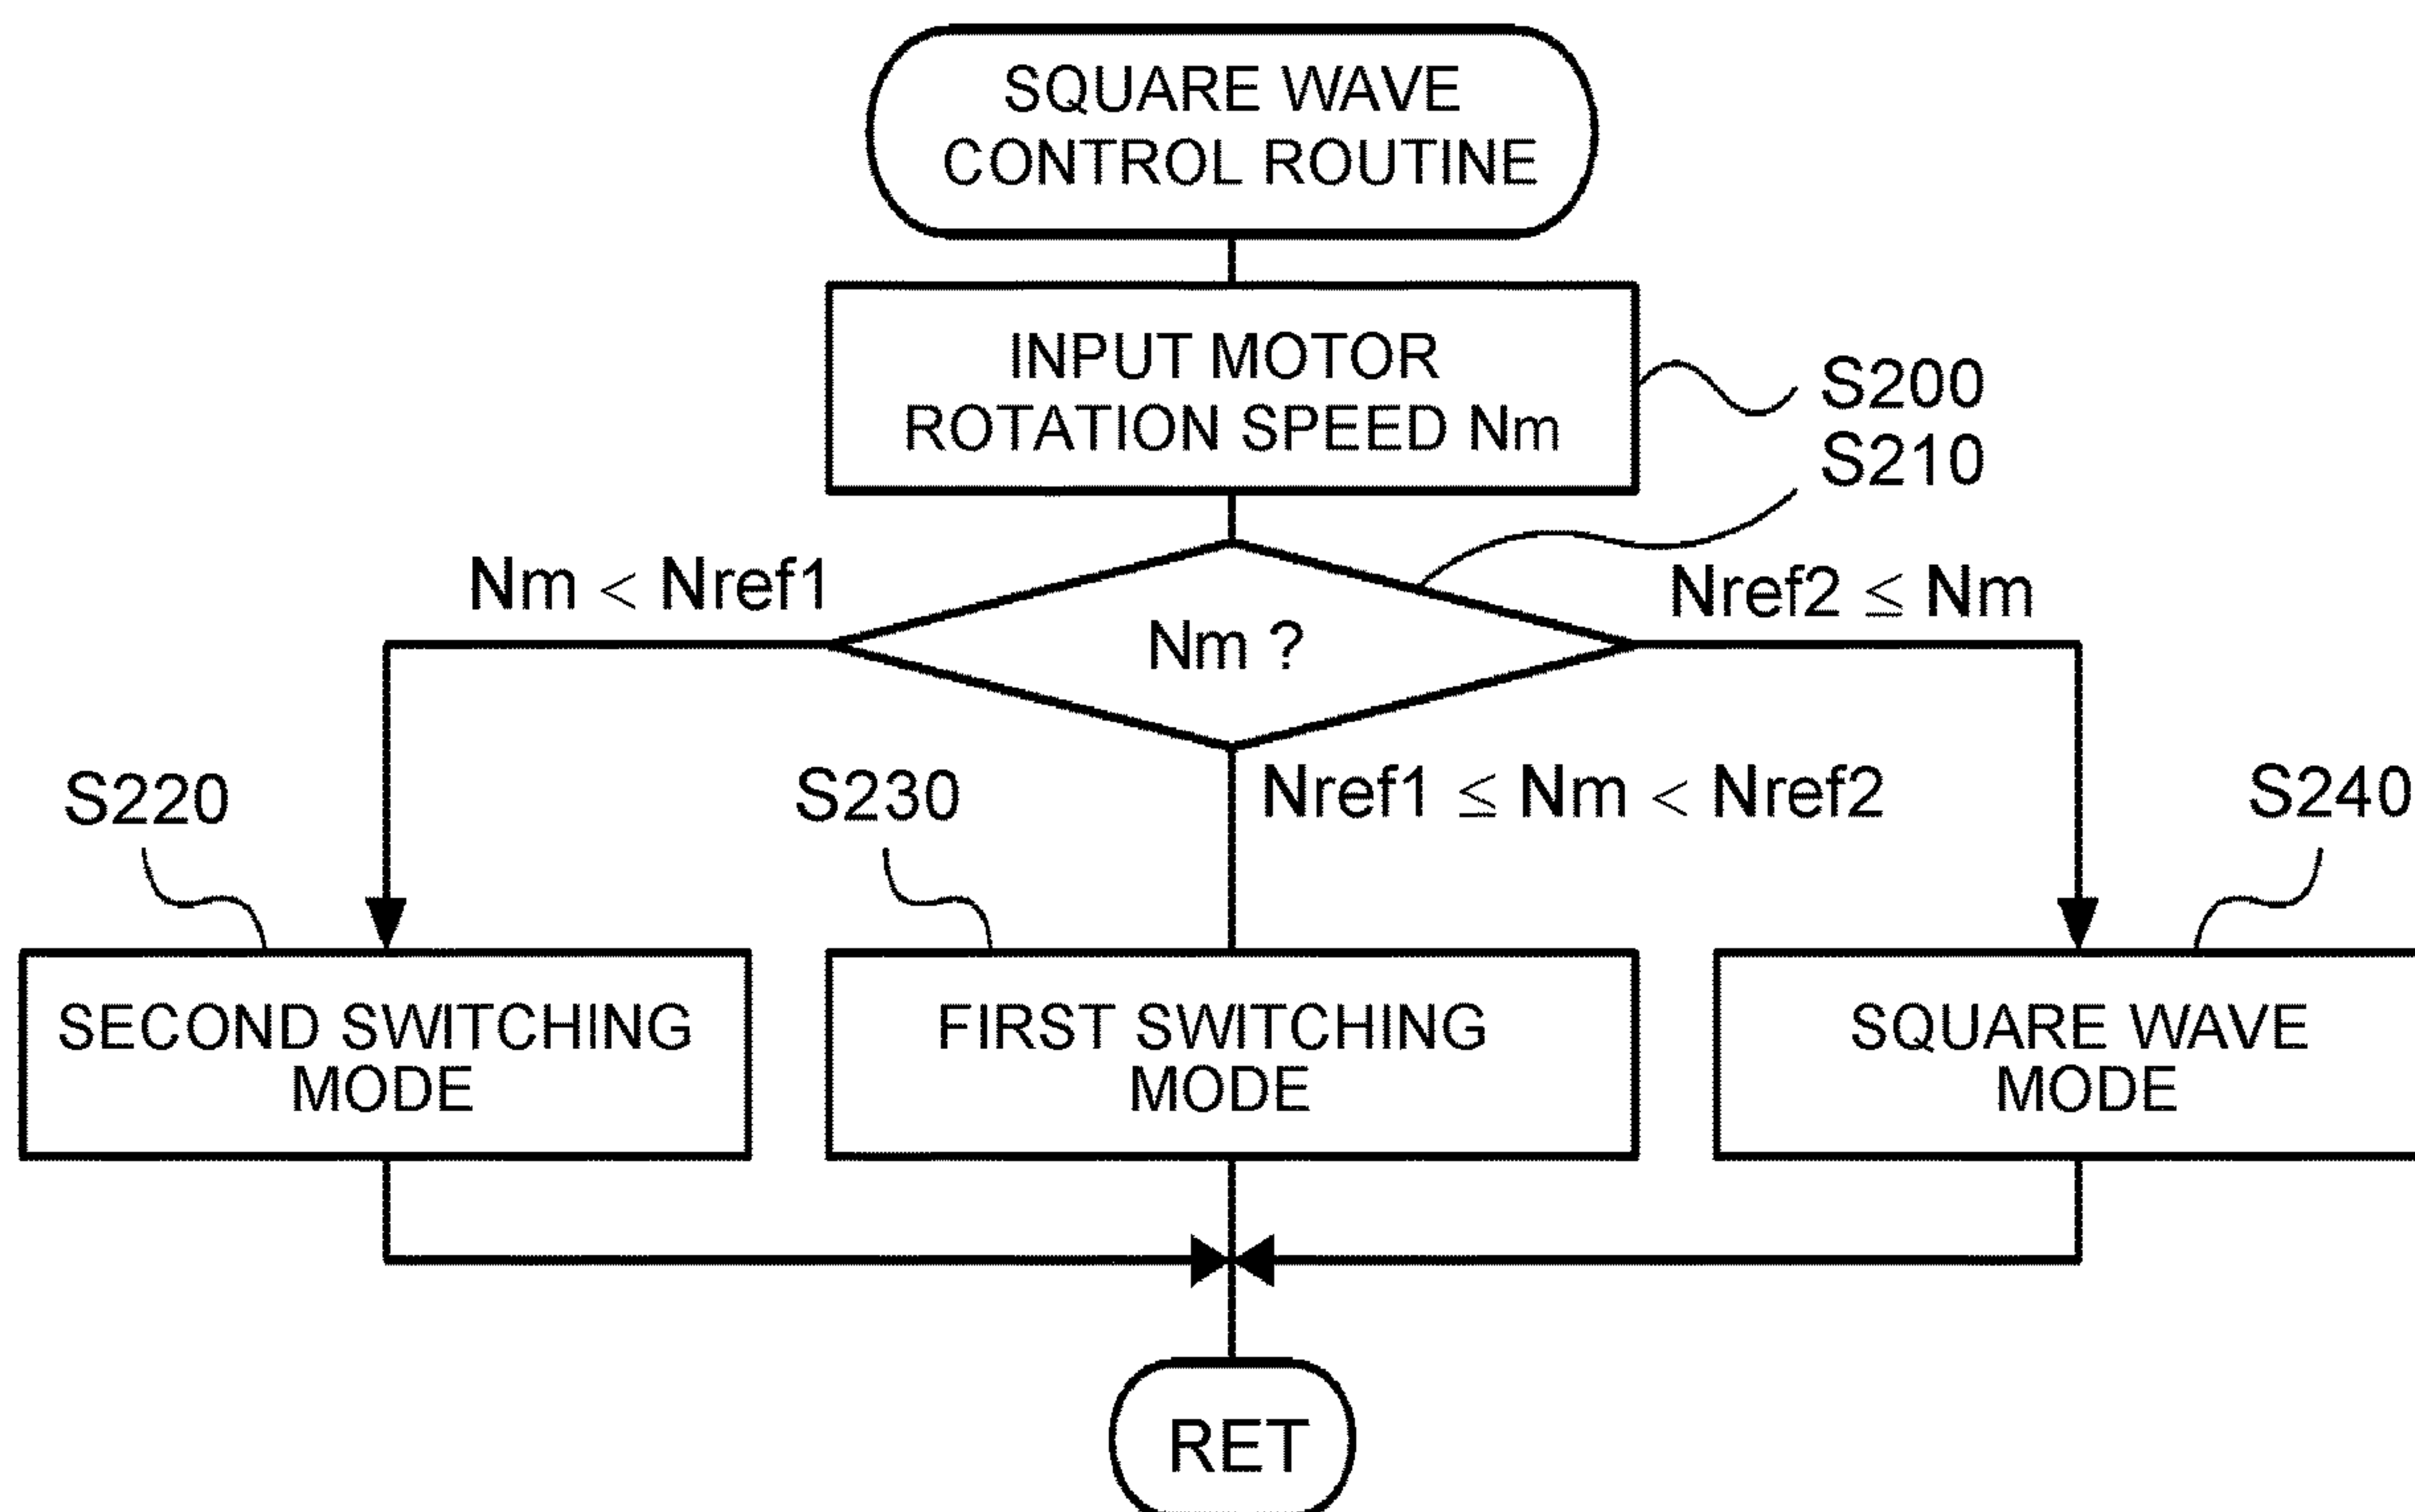 SQUARE WAVE
CONTROL ROUTINE
INPUT MOTOR
ROTATION SPEED Nm
S200
S210
Nm < Nref1
Nref2 ≤ Nm
Nm ?
S220
S230
Nref1 ≤ Nm < Nref2
S240
SECOND SWITCHING
MODE
FIRST SWITCHING
MODE
SQUARE WAVE
MODE
RET